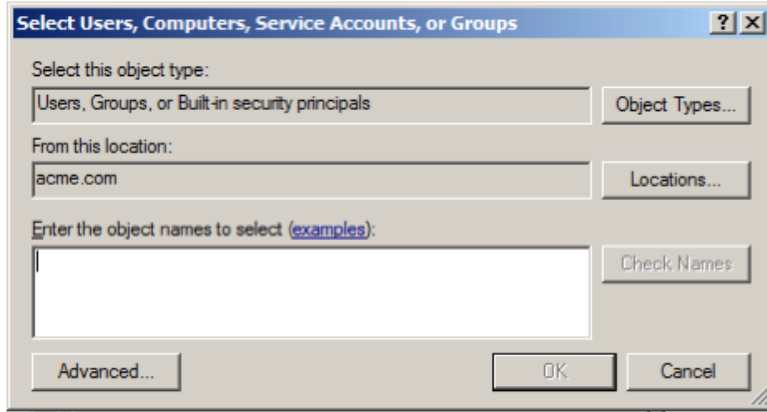 Select Users, Computers, Service Accounts, or Groups
Select this object type:
Users, Groups, or Built-in security principals
Object Types...
From this location:
acme.com
Locations...
Enter the object names to select (examples):
Check Names
Advanced...
OK
Cancel